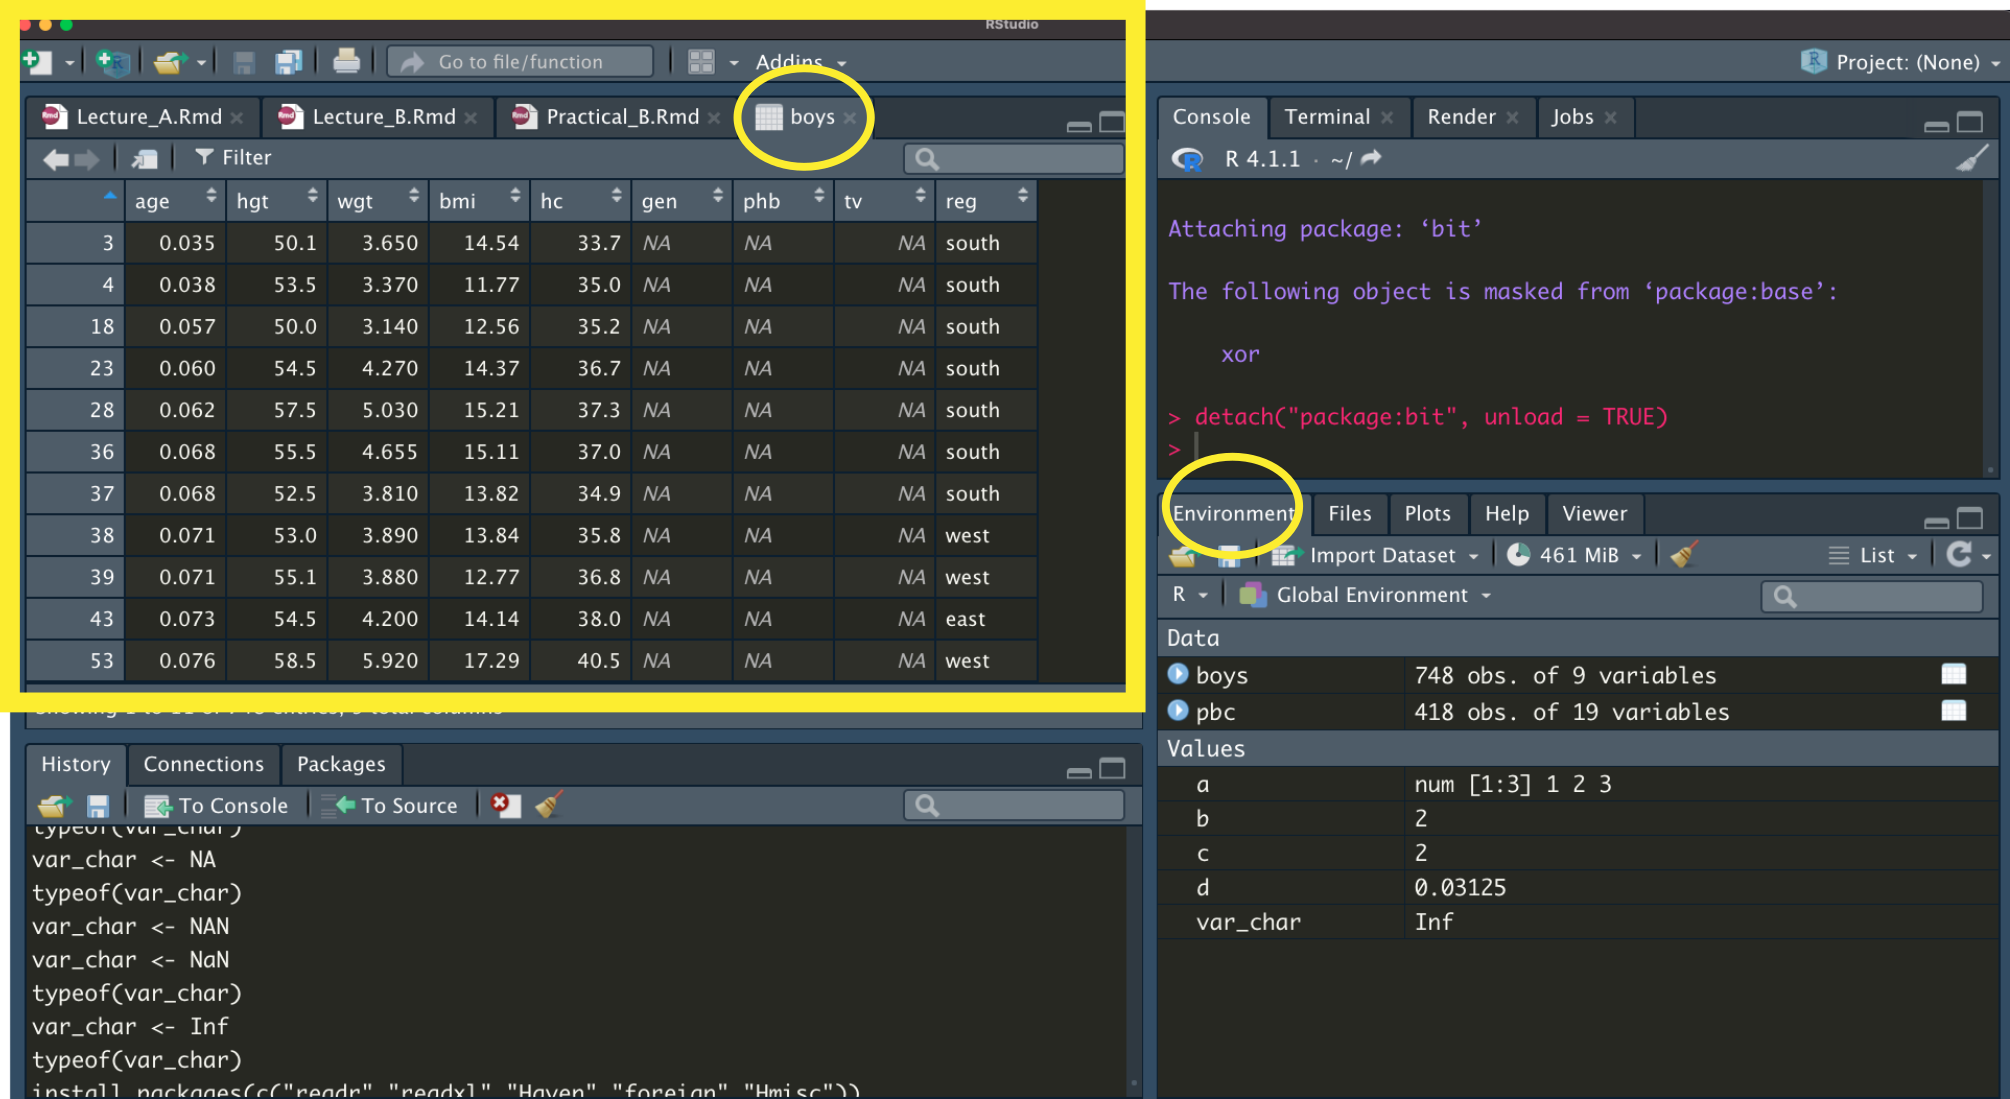 RStudio
Go to file/function Addins Project: (None)
Lecture_A.Rmd Lecture_B.Rmd Practical_B.Rmd boys
Filter
age hgt wgt bmi hc gen phb tv reg
3 0.035 50.1 3.650 14.54 33.7 NA NA NA south
4 0.038 53.5 3.370 11.77 35.0 NA NA NA south
18 0.057 50.0 3.140 12.56 35.2 NA NA NA south
23 0.060 54.5 4.270 14.37 36.7 NA NA NA south
28 0.062 57.5 5.030 15.21 37.3 NA NA NA south
36 0.068 55.5 4.655 15.11 37.0 NA NA NA south
37 0.068 52.5 3.810 13.82 34.9 NA NA NA south
38 0.071 53.0 3.890 13.84 35.8 NA NA NA west
39 0.071 55.1 3.880 12.77 36.8 NA NA NA west
43 0.073 54.5 4.200 14.14 38.0 NA NA NA east
53 0.076 58.5 5.920 17.29 40.5 NA NA NA west
History Connections Packages
To Console To Source
typeof(var_char)
var_char <- NA
typeof(var_char)
var_char <- NAN
var_char <- NaN
typeof(var_char)
var_char <- Inf
typeof(var_char)
install.packages(c("readr" "readxl" "Haven" "foreign" "Hmisc"))
Console Terminal Render Jobs
R 4.1.1 · ~/
Attaching package: ‘bit’
The following object is masked from ‘package:base’:
xor
> detach("package:bit", unload = TRUE)
>
Environment Files Plots Help Viewer
Import Dataset 461 MiB List
R Global Environment
Data
boys 748 obs. of 9 variables
pbc 418 obs. of 19 variables
Values
a num [1:3] 1 2 3
b 2
c 2
d 0.03125
var_char Inf